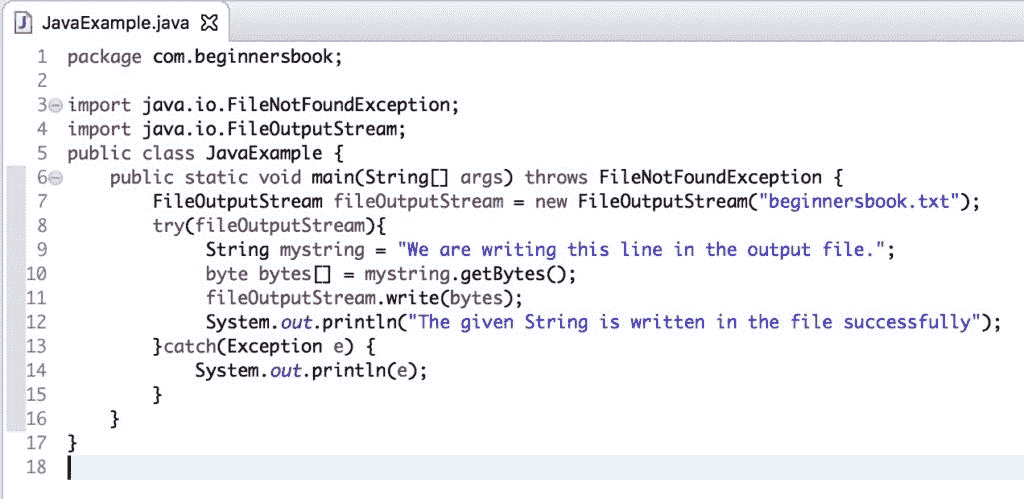 JavaExample.java
1 package com.beginnersbook;
2
3 import java.io.FileNotFoundException;
4 import java.io.FileOutputStream;
5 public class JavaExample {
6     public static void main(String[] args) throws FileNotFoundException {
7         FileOutputStream fileOutputStream = new FileOutputStream("beginnersbook.txt");
8         try(fileOutputStream){
9              String mystring = "We are writing this line in the output file.";
10              byte bytes[] = mystring.getBytes();
11              fileOutputStream.write(bytes);
12              System.out.println("The given String is written in the file successfully");
13         }catch(Exception e) {
14             System.out.println(e);
15         }
16     }
17 }
18